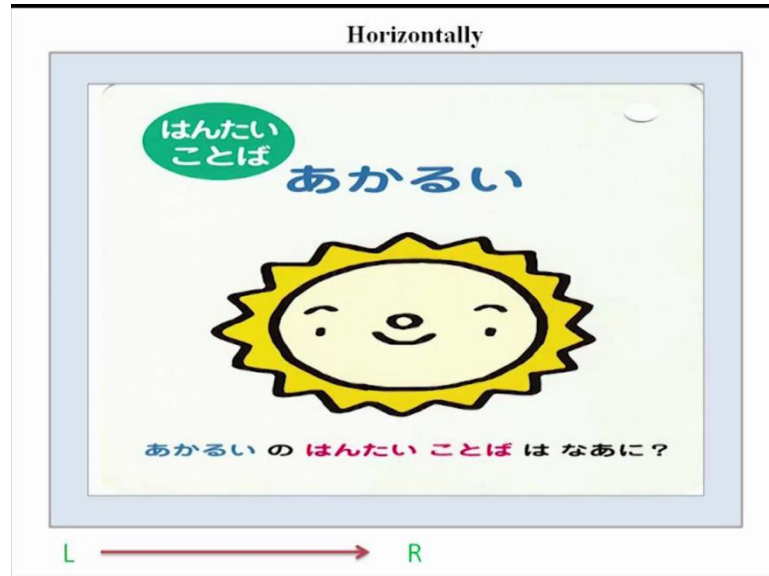 Horizontally
はんたい
ことば
あかるい
あかるい の はんたい ことば は なあに？
L R